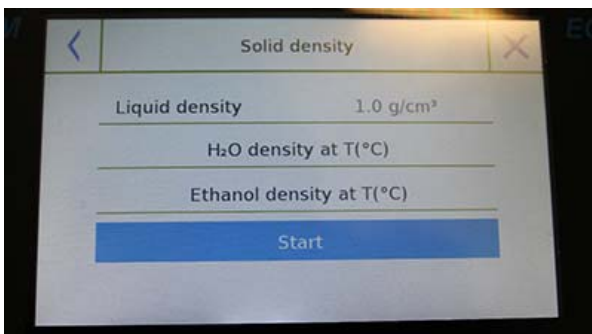 Solid density
Liquid density 1.0 g/cm³
H₂O density at T(°C)
Ethanol density at T(°C)
Start